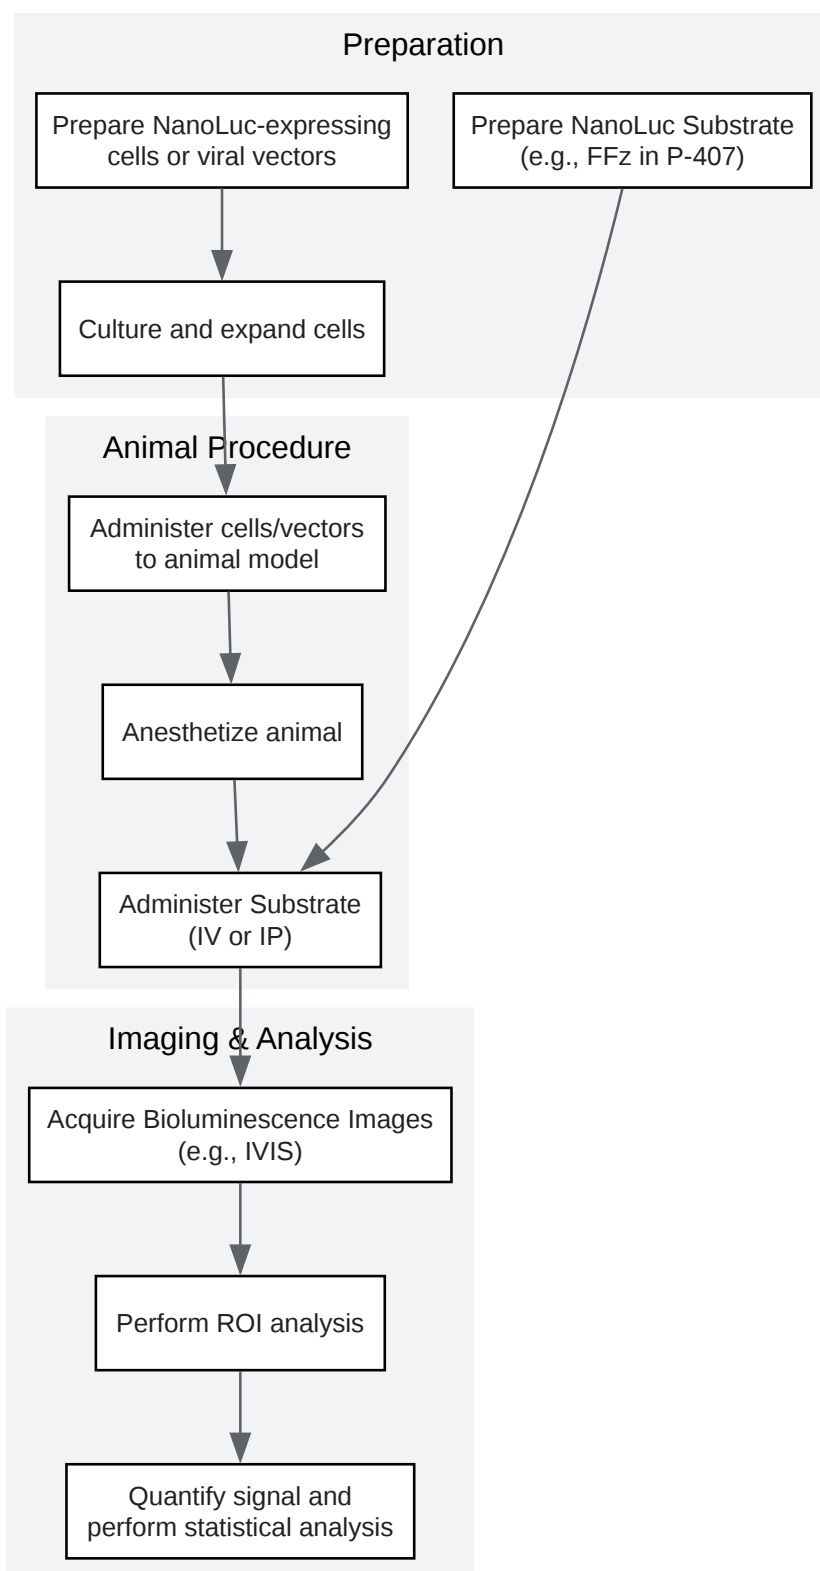 Preparation
Prepare NanoLuc-expressing
cells or viral vectors
Prepare NanoLuc Substrate
(e.g., FFz in P-407)
Culture and expand cells
Animal Procedure
Administer cells/vectors
to animal model
Anesthetize animal
Administer Substrate
(IV or IP)
Imaging & Analysis
Acquire Bioluminescence Images
(e.g., IVIS)
Perform ROI analysis
Quantify signal and
perform statistical analysis